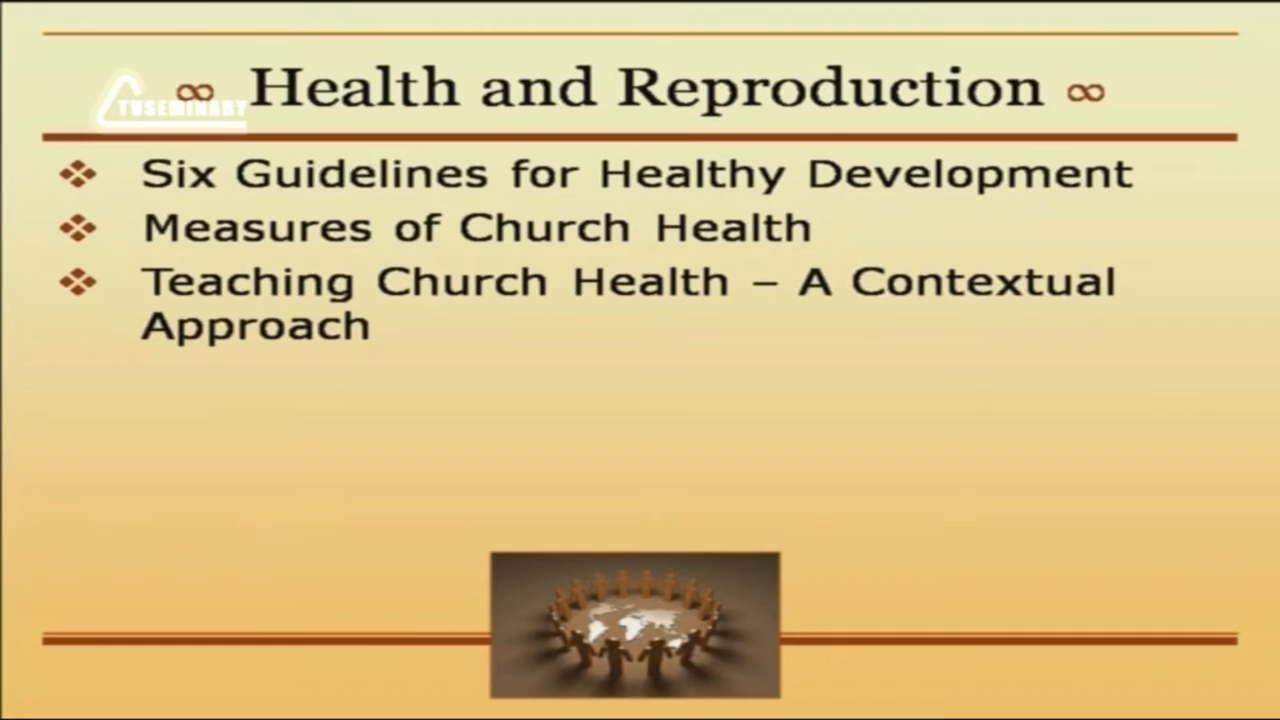 ∞ Health and Reproduction ∞
TVSEMINARY
❖ Six Guidelines for Healthy Development
❖ Measures of Church Health
❖ Teaching Church Health – A Contextual
Approach